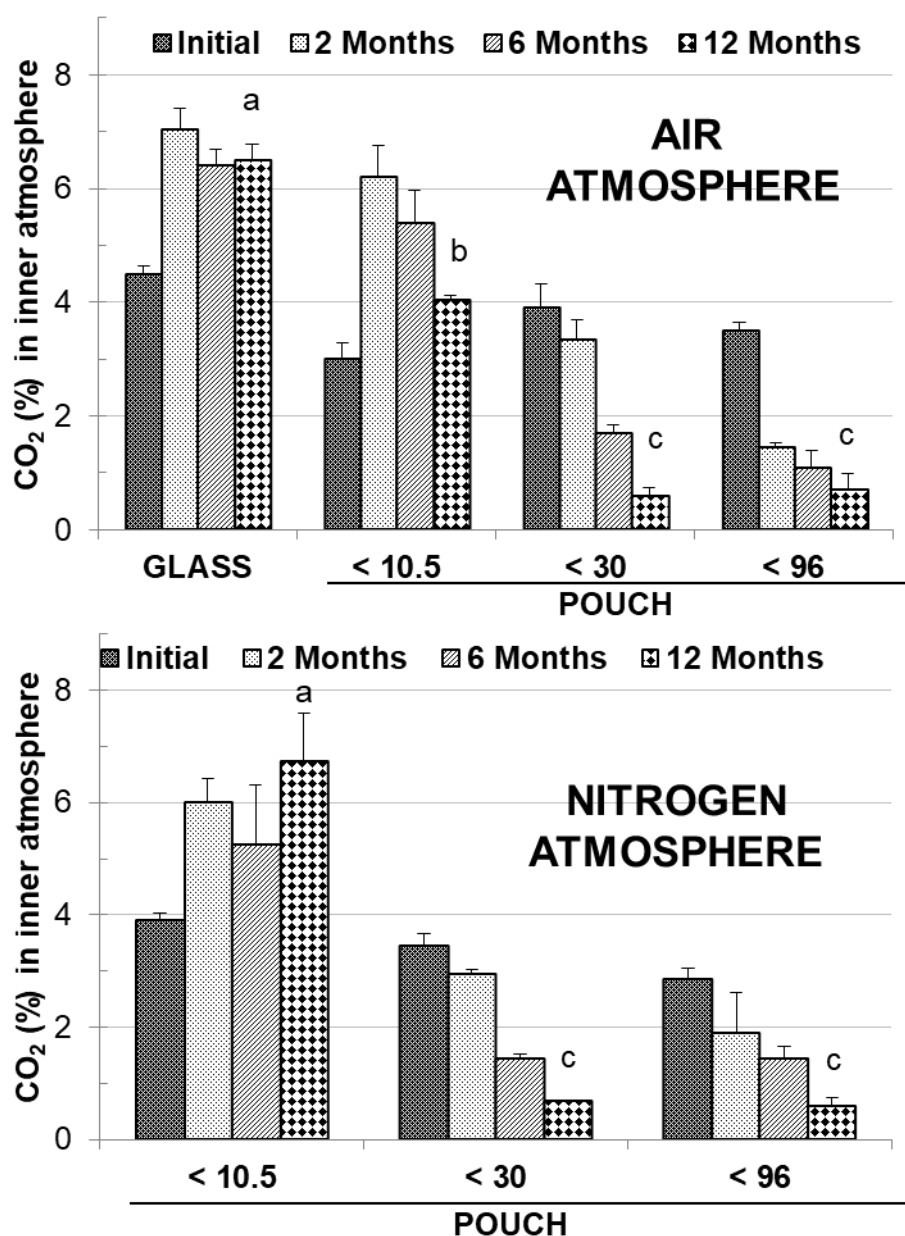 Initial 2 Months 6 Months 12 Months
8
a
AIR
ATMOSPHERE
6
b
4
c
c
2
0
CO₂ (%) in inner atmosphere
GLASS < 10.5 < 30 < 96
POUCH
Initial 2 Months 6 Months 12 Months
8
a
NITROGEN
ATMOSPHERE
6
4
c
c
2
0
CO₂ (%) in inner atmosphere
< 10.5 < 30 < 96
POUCH